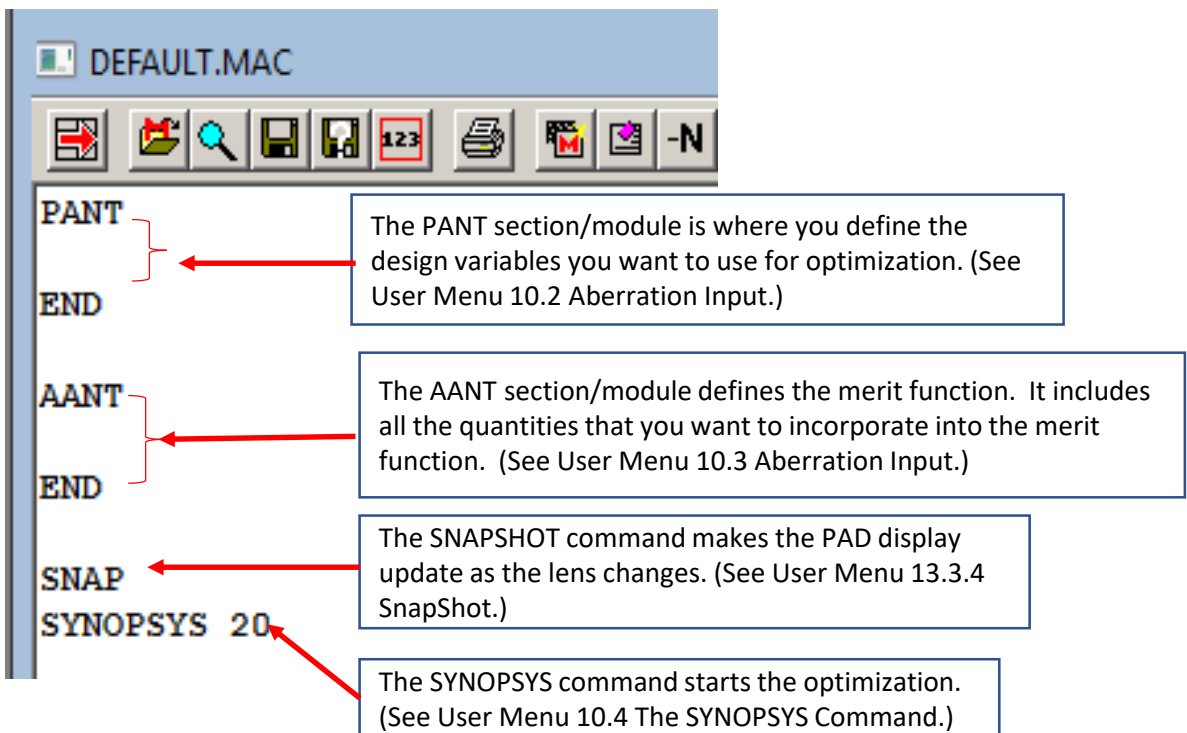 DEFAULT.MAC
123
M
-N
PANT
The PANT section/module is where you define the
design variables you want to use for optimization. (See
User Menu 10.2 Aberration Input.)
END
AANT
The AANT section/module defines the merit function. It includes
all the quantities that you want to incorporate into the merit
function. (See User Menu 10.3 Aberration Input.)
END
The SNAPSHOT command makes the PAD display
update as the lens changes. (See User Menu 13.3.4
SnapShot.)
SNAP
SYNOPSYS 20
The SYNOPSYS command starts the optimization.
(See User Menu 10.4 The SYNOPSYS Command.)